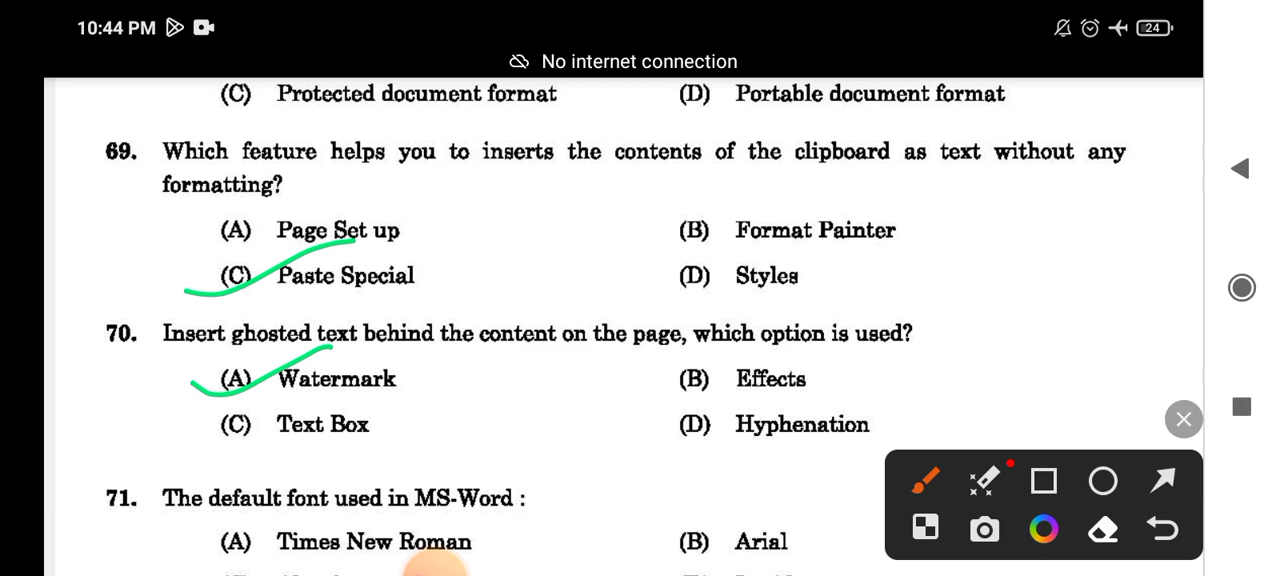 10:44 PM 24
No internet connection
(C) Protected document format (D) Portable document format
69. Which feature helps you to inserts the contents of the clipboard as text without any
formatting?
(A) Page Set up (B) Format Painter
(C) Paste Special (D) Styles
70. Insert ghosted text behind the content on the page, which option is used?
(A) Watermark (B) Effects
(C) Text Box (D) Hyphenation
71. The default font used in MS-Word :
(A) Times New Roman (B) Arial